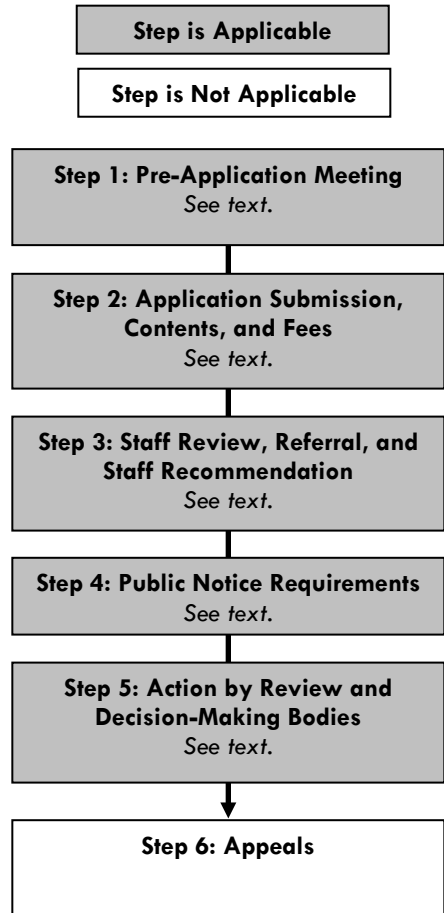 Step is Applicable
Step is Not Applicable
Step 1: Pre-Application Meeting
See text.
Step 2: Application Submission,
Contents, and Fees
See text.
Step 3: Staff Review, Referral, and
Staff Recommendation
See text.
Step 4: Public Notice Requirements
See text.
Step 5: Action by Review and
Decision-Making Bodies
See text.
Step 6: Appeals